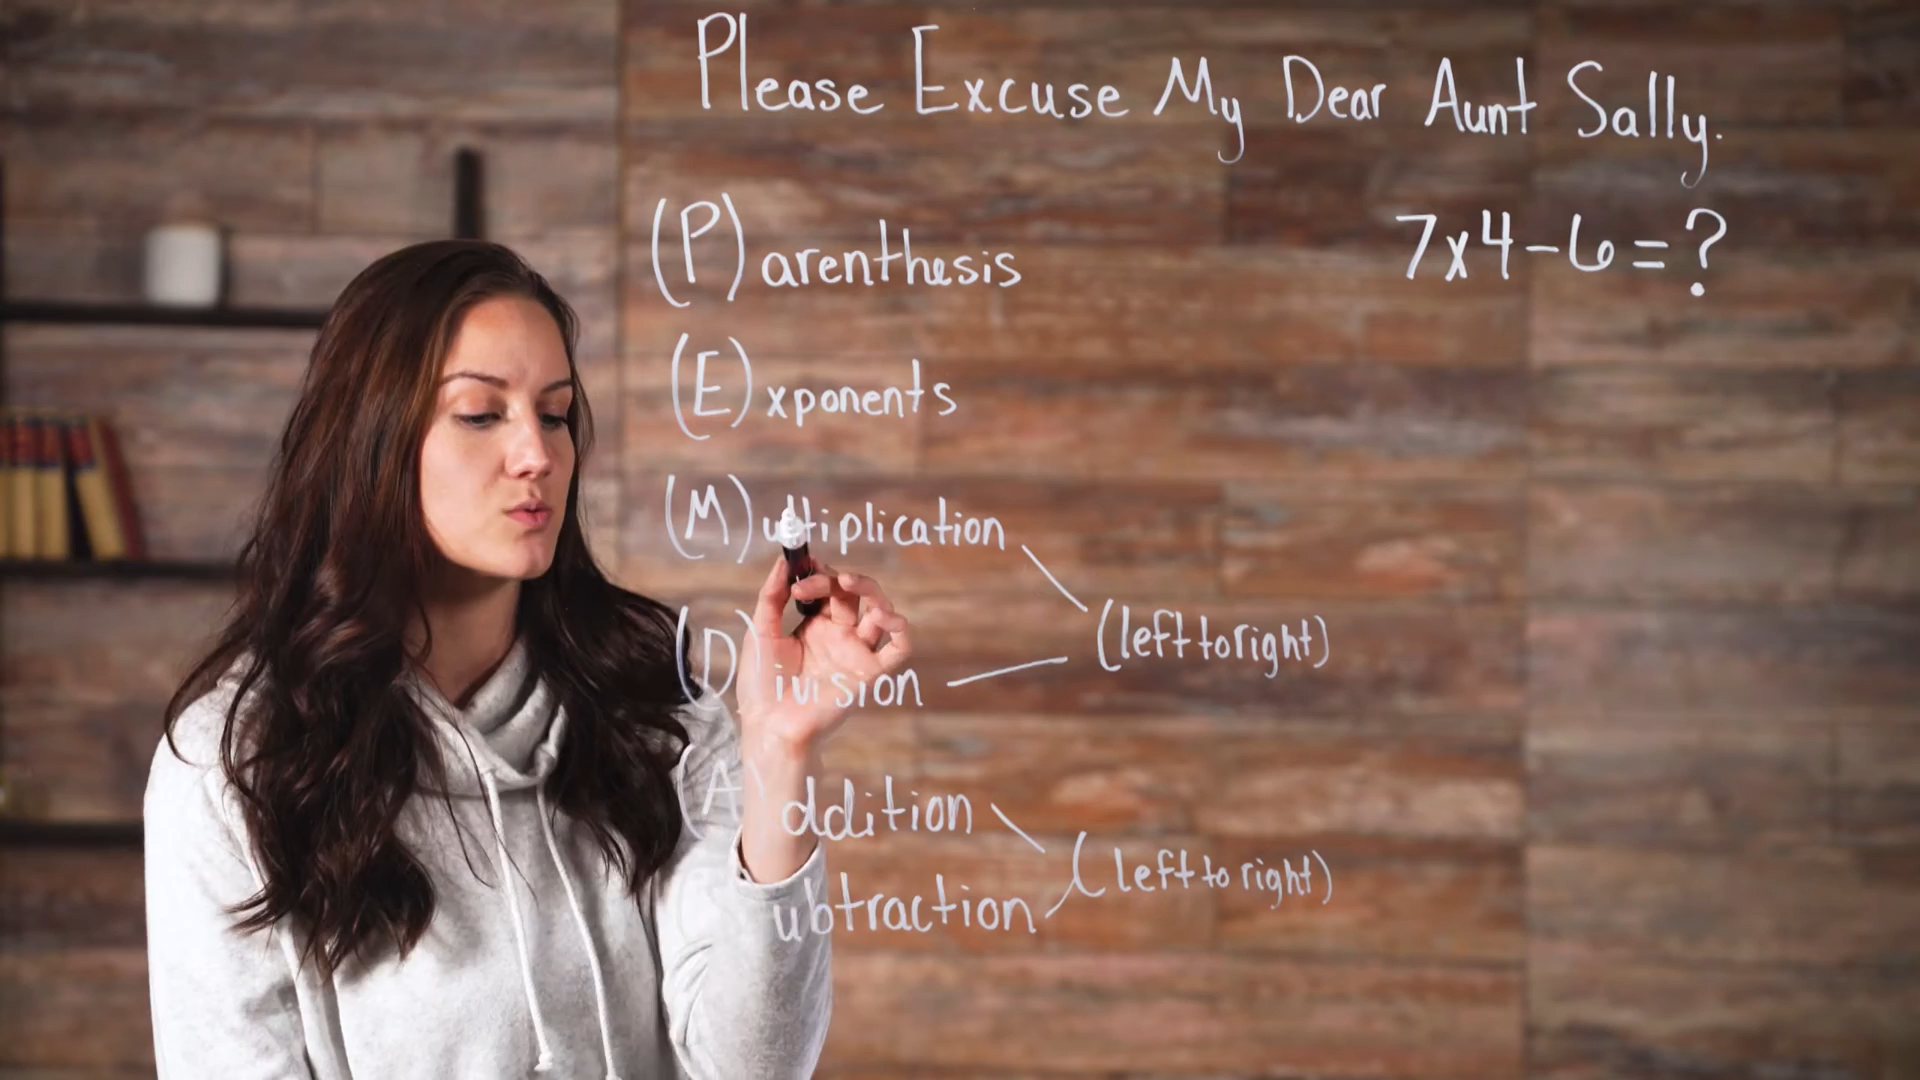 Please Excuse My Dear Aunt Sally.
7x4-6=?
(P)arenthesis
(E)xponents
(M)ultiplication
(D)ivision
(left to right)
(A)ddition
ubtraction
(left to right)